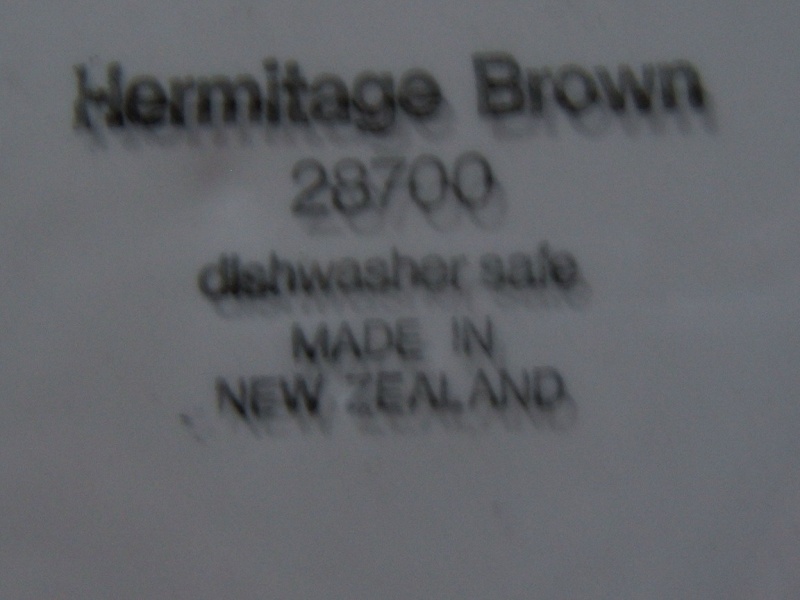 Hermitage Brown
28700
dishwasher safe
MADE IN
NEW ZEALAND